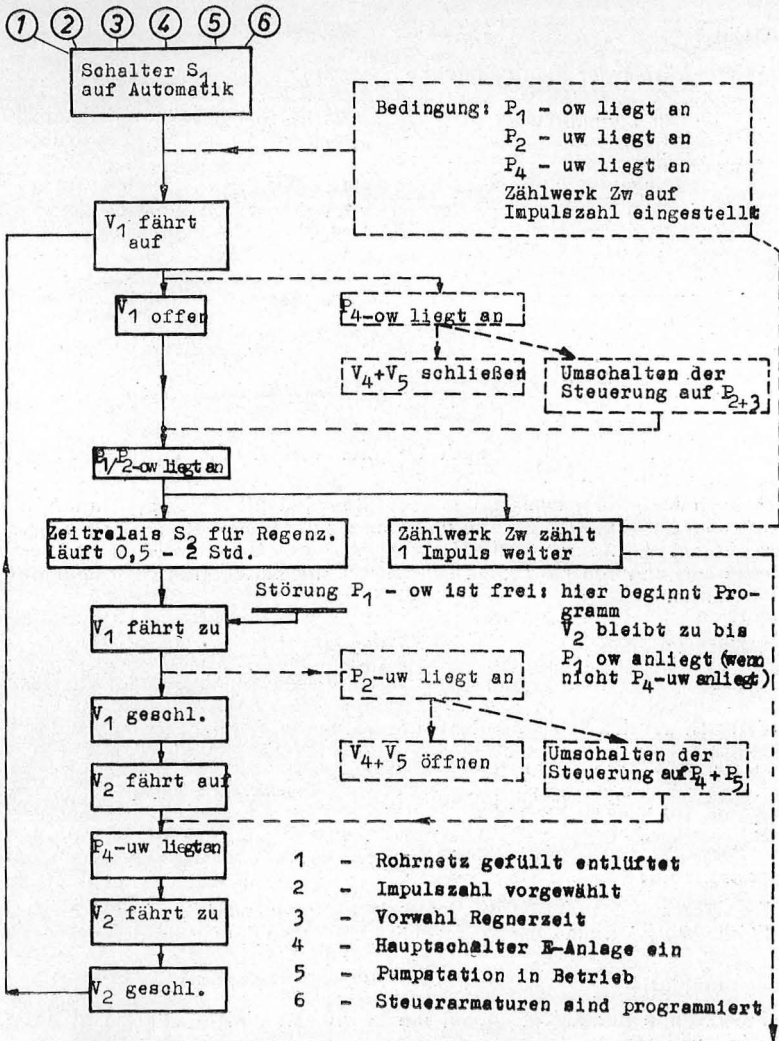 1 2 3 4 5 6
Schalter S1
auf Automatik
Bedingung: P1 - ow liegt an
P2 - uw liegt an
P4 - uw liegt an
Zählwerk Zw auf
Impulszahl eingestellt
V1 fährt
auf
V1 offen
P4-ow liegt an
V4+V5 schließen
Umschalten der
Steuerung auf P2+3
P1/P2-ow liegt an
Zeitrelais S2 für Regenz.
läuft 0,5 - 2 Std.
Zählwerk Zw zählt
1 Impuls weiter
Störung P1 - ow ist frei: hier beginnt Pro-
gramm
V2 bleibt zu bis
P1 ow anliegt (wenn
nicht P4-uw anliegt)
V1 fährt zu
P2-uw liegt an
V1 geschl.
V4+ V5 öffnen
Umschalten der
Steuerung auf P4 + P5
V2 fährt auf
P4-uw liegt an
V2 fährt zu
V2 geschl.
1 - Rohrnetz gefüllt entlüftet
2 - Impulszahl vorgewählt
3 - Vorwahl Regnerzeit
4 - Hauptschalter E-Anlage ein
5 - Pumpstation in Betrieb
6 - Steuerarmaturen sind programmiert